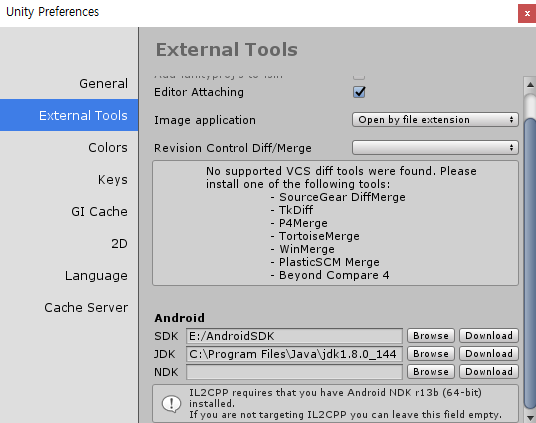 Unity Preferences
x
General
External Tools
Colors
Keys
GI Cache
2D
Language
Cache Server
External Tools
Add .unityproj's to .sln
Editor Attaching
Image application Open by file extension
Revision Control Diff/Merge
No supported VCS diff tools were found. Please
install one of the following tools:
- SourceGear DiffMerge
- TkDiff
- P4Merge
- TortoiseMerge
- WinMerge
- PlasticSCM Merge
- Beyond Compare 4
Android
SDK E:/AndroidSDK Browse Download
JDK C:\Program Files\Java\jdk1.8.0_144 Browse Download
NDK Browse Download
IL2CPP requires that you have Android NDK r13b (64-bit)
installed.
If you are not targeting IL2CPP you can leave this field empty.